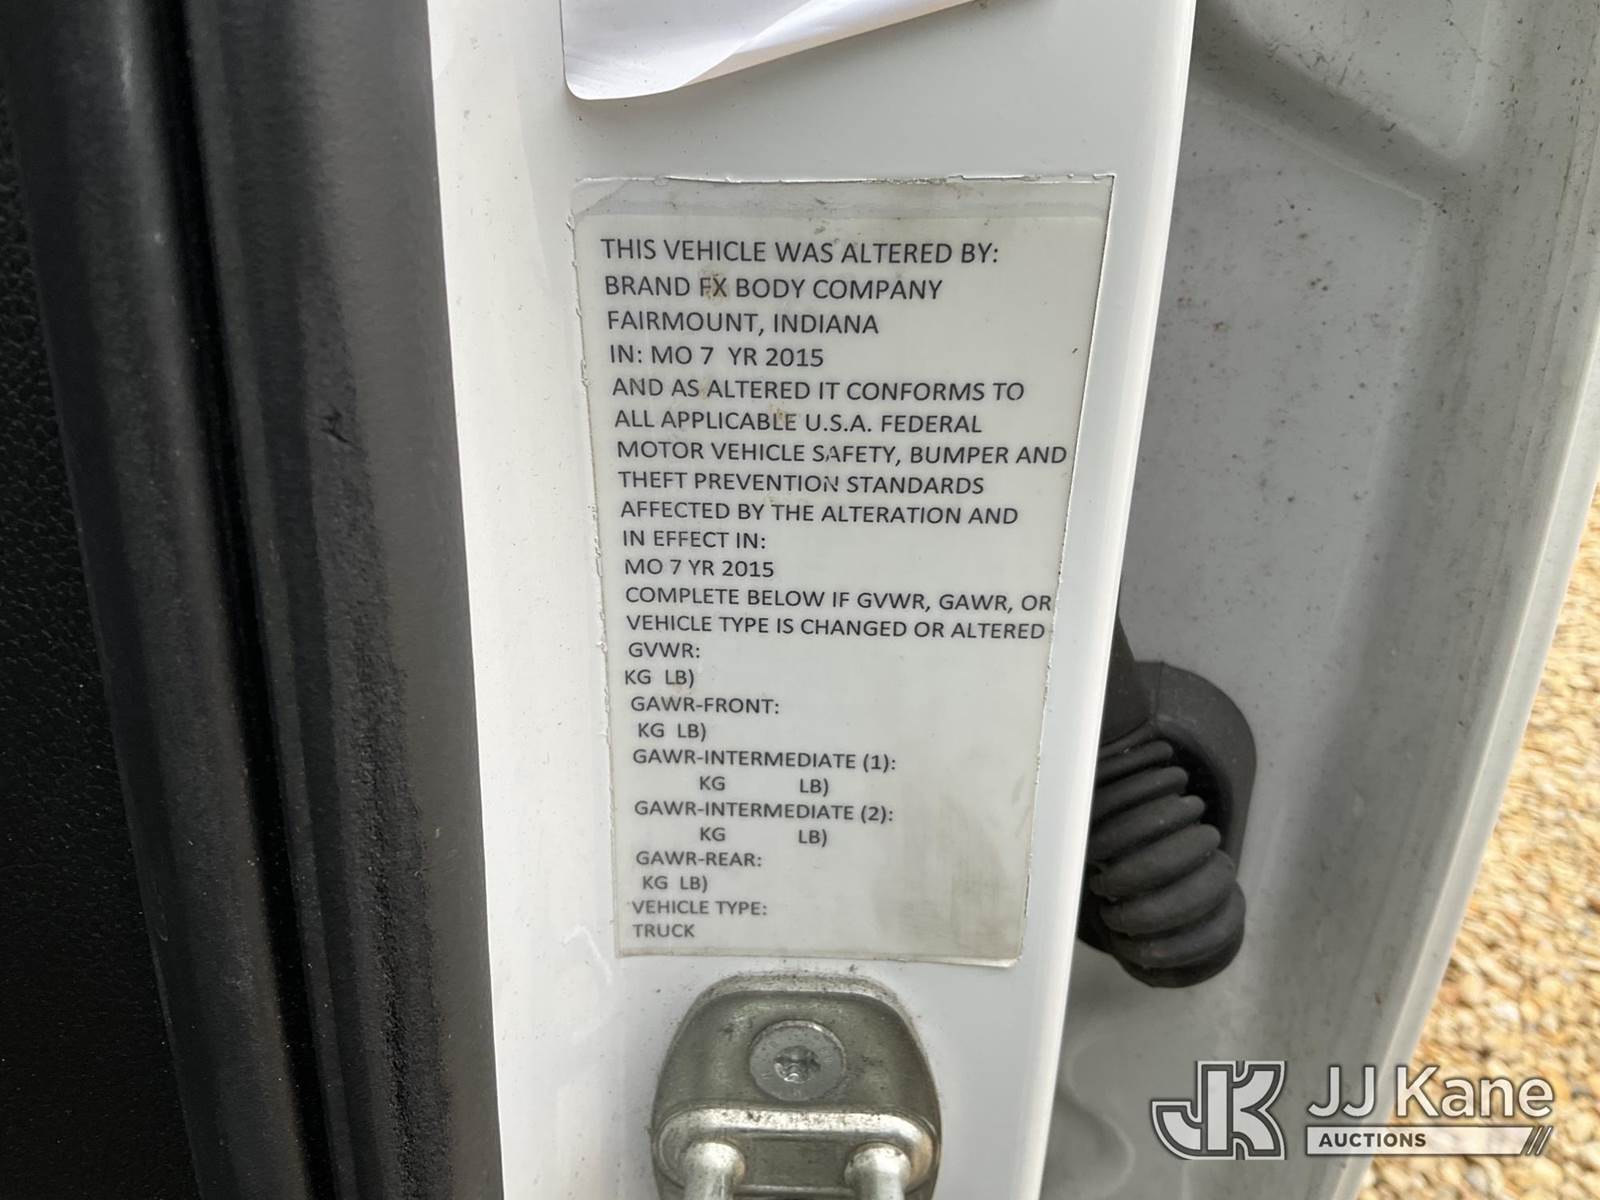 THIS VEHICLE WAS ALTERED BY:
BRAND FX BODY COMPANY
FAIRMOUNT, INDIANA
IN: MO 7 YR 2015
AND AS ALTERED IT CONFORMS TO
ALL APPLICABLE U.S.A. FEDERAL
MOTOR VEHICLE SAFETY, BUMPER AND
THEFT PREVENTION STANDARDS
AFFECTED BY THE ALTERATION AND
IN EFFECT IN:
MO 7 YR 2015
COMPLETE BELOW IF GVWR, GAWR, OR
VEHICLE TYPE IS CHANGED OR ALTERED
GVWR:
KG LB)
GAWR-FRONT:
KG LB)
GAWR-INTERMEDIATE (1):
KG LB)
GAWR-INTERMEDIATE (2):
KG LB)
GAWR-REAR:
KG LB)
VEHICLE TYPE:
TRUCK
JK JJ Kane
AUCTIONS